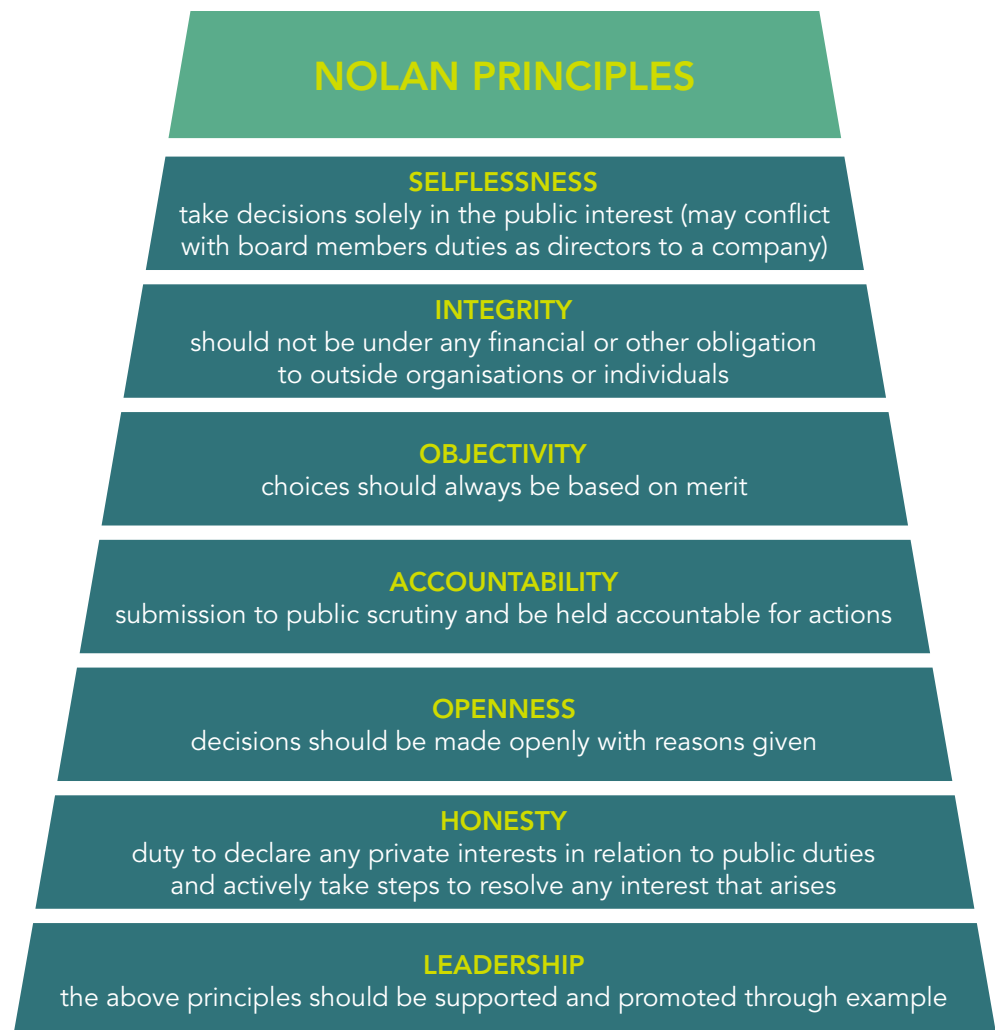 NOLAN PRINCIPLES
SELFLESSNESS
take decisions solely in the public interest (may conflict
with board members duties as directors to a company)
INTEGRITY
should not be under any financial or other obligation
to outside organisations or individuals
OBJECTIVITY
choices should always be based on merit
ACCOUNTABILITY
submission to public scrutiny and be held accountable for actions
OPENNESS
decisions should be made openly with reasons given
HONESTY
duty to declare any private interests in relation to public duties
and actively take steps to resolve any interest that arises
LEADERSHIP
the above principles should be supported and promoted through example